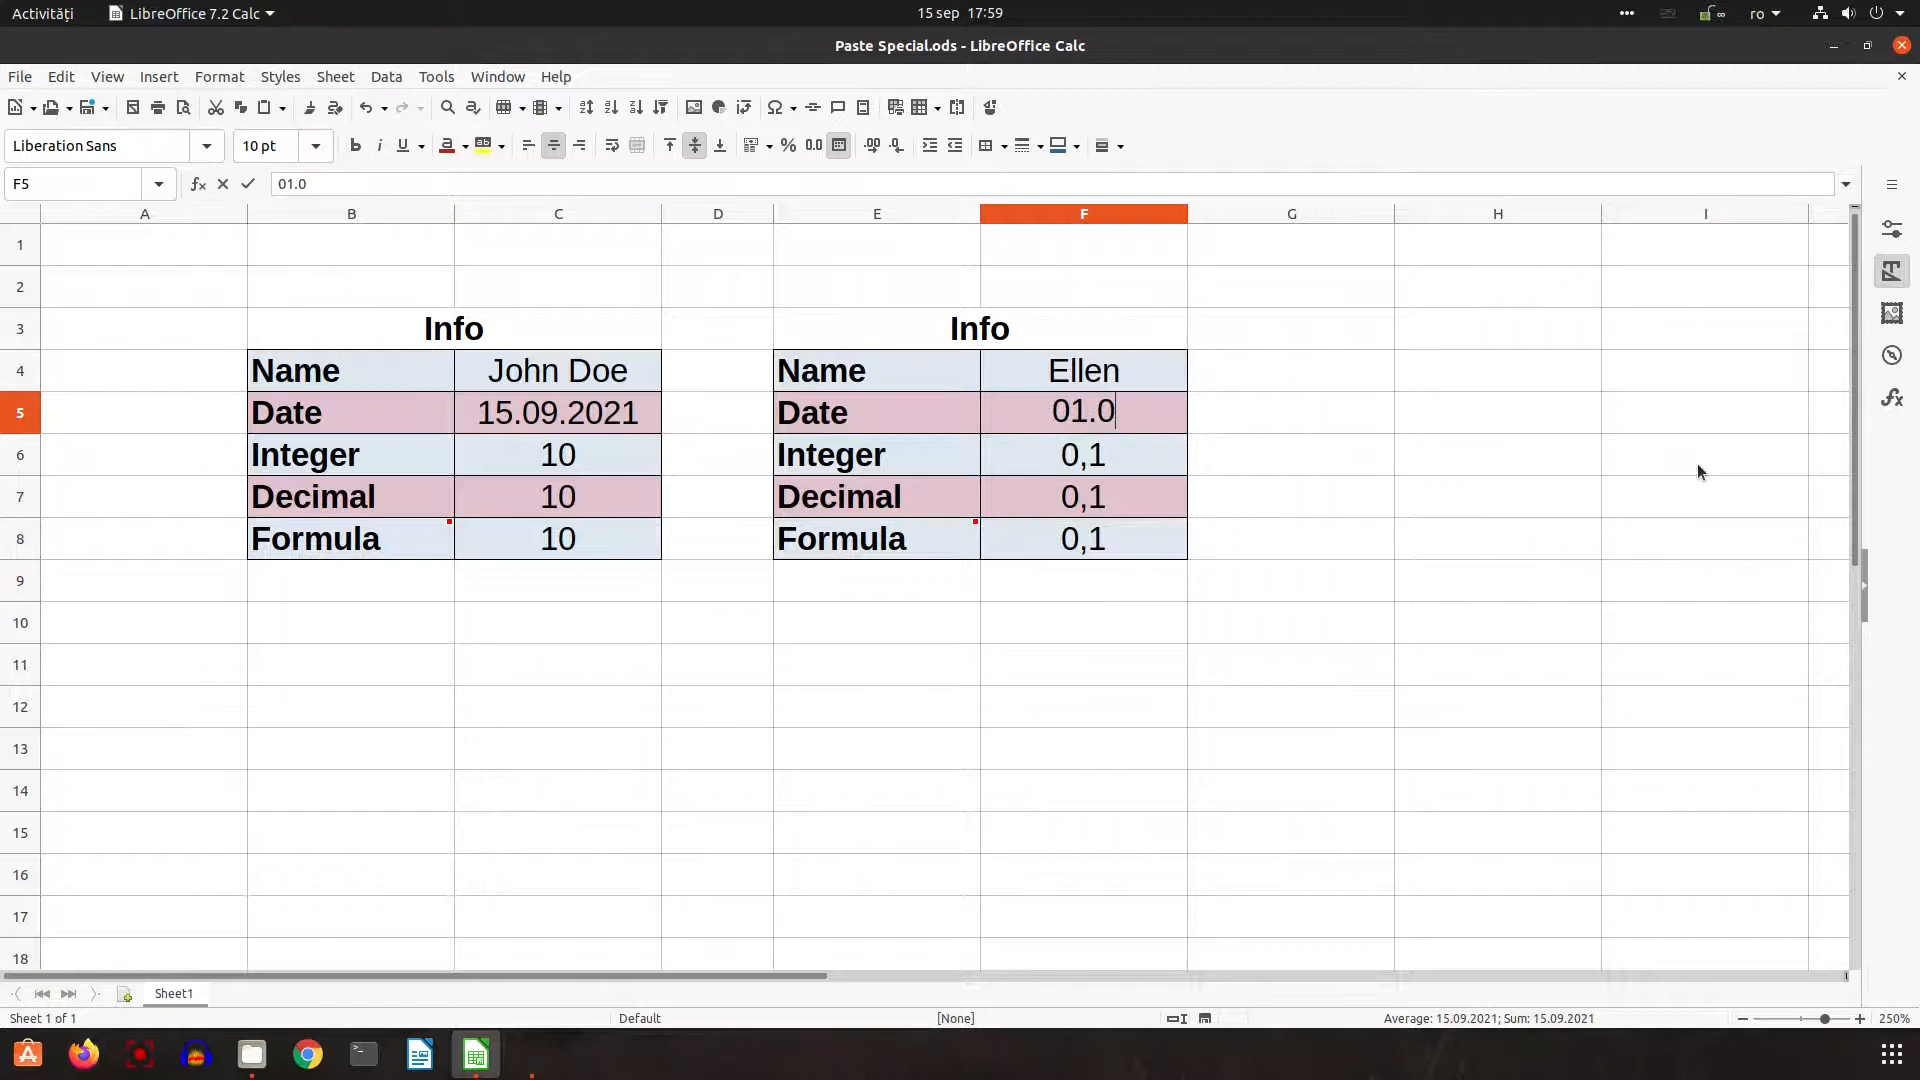 Activități LibreOffice 7.2 Calc 15 sep 17:59 ro
Paste Special.ods - LibreOffice Calc
File Edit View Insert Format Styles Sheet Data Tools Window Help
Liberation Sans 10 pt
F5 01.0
A B C D E F G H I
1
2
3 Info Info
4 Name John Doe Name Ellen
5 Date 15.09.2021 Date 01.0
6 Integer 10 Integer 0,1
7 Decimal 10 Decimal 0,1
8 Formula 10 Formula 0,1
9
10
11
12
13
14
15
16
17
18
Sheet1
Sheet 1 of 1 Default [None] Average: 15.09.2021; Sum: 15.09.2021 250%